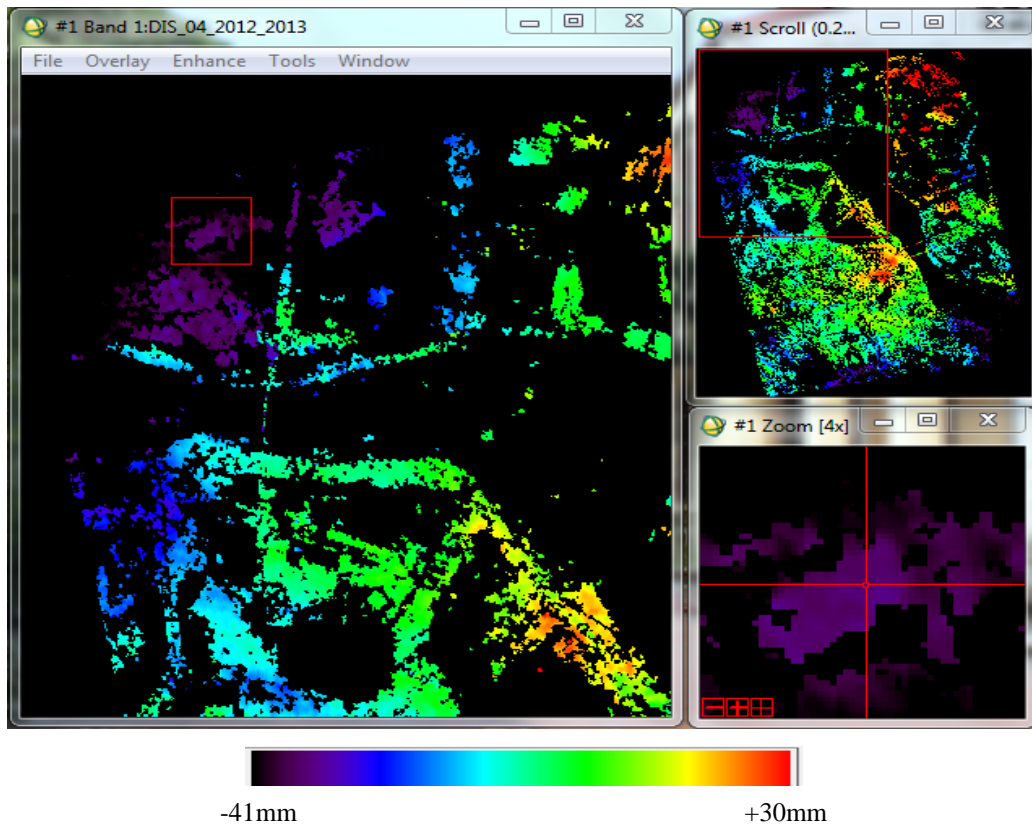 #1 Band 1:DIS_04_2012_2013
File Overlay Enhance Tools Window
#1 Scroll (0.2...
#1 Zoom [4x]
-41mm
+30mm